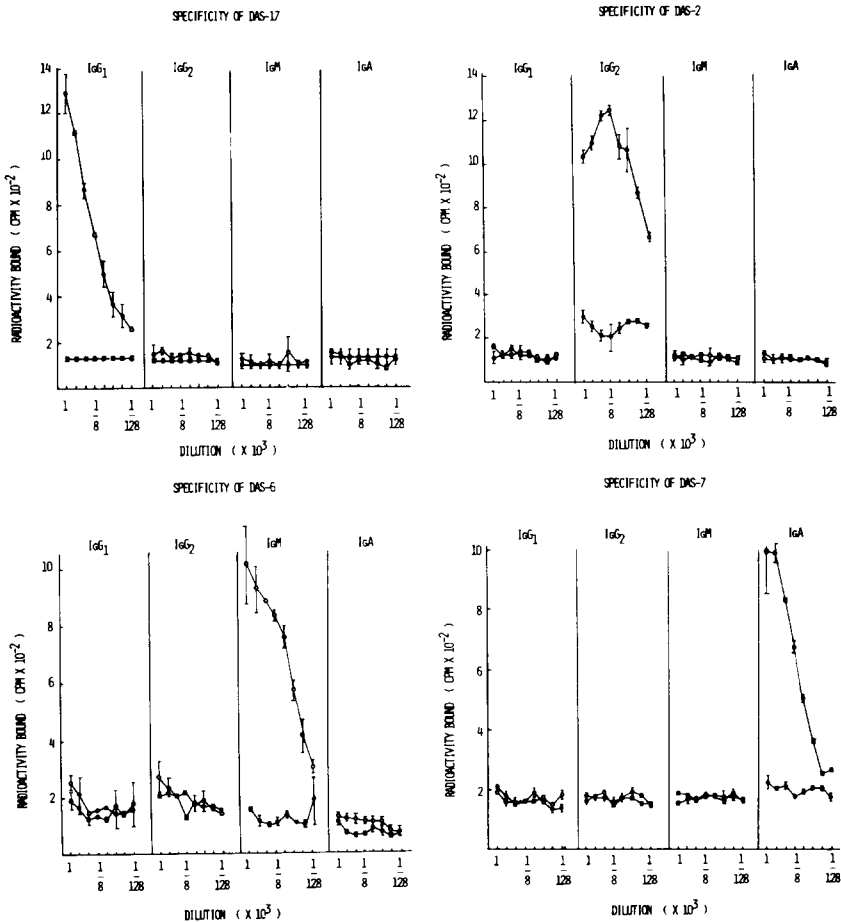 SPECIFICITY OF DAS-17
IGG1 IGG2 IGM IGA
14
12
10
8
6
4
2
RADIOACTIVITY BOUND ( CPM X 10-2 )
1 1/8 1/128 1 1/8 1/128 1 1/8 1/128 1 1/8 1/128
DILUTION ( X 103 )
SPECIFICITY OF DAS-2
IGG1 IGG2 IGM IGA
14
12
10
8
6
4
2
RADIOACTIVITY BOUND ( CPM X 10-2 )
1 1/8 1/128 1 1/8 1/128 1 1/8 1/128 1 1/8 1/128
DILUTION ( X 103 )
SPECIFICITY OF DAS-6
IGG1 IGG2 IGM IGA
10
8
6
4
2
RADIOACTIVITY BOUND ( CPM X 10-2 )
1 1/8 1/128 1 1/8 1/128 1 1/8 1/128 1 1/8 1/128
DILUTION ( X 103 )
SPECIFICITY OF DAS-7
IGG1 IGG2 IGM IGA
10
8
6
4
2
RADIOACTIVITY BOUND ( CPM X 10-2 )
1 1/8 1/128 1 1/8 1/128 1 1/8 1/128 1 1/8 1/128
DILUTION ( X 103 )